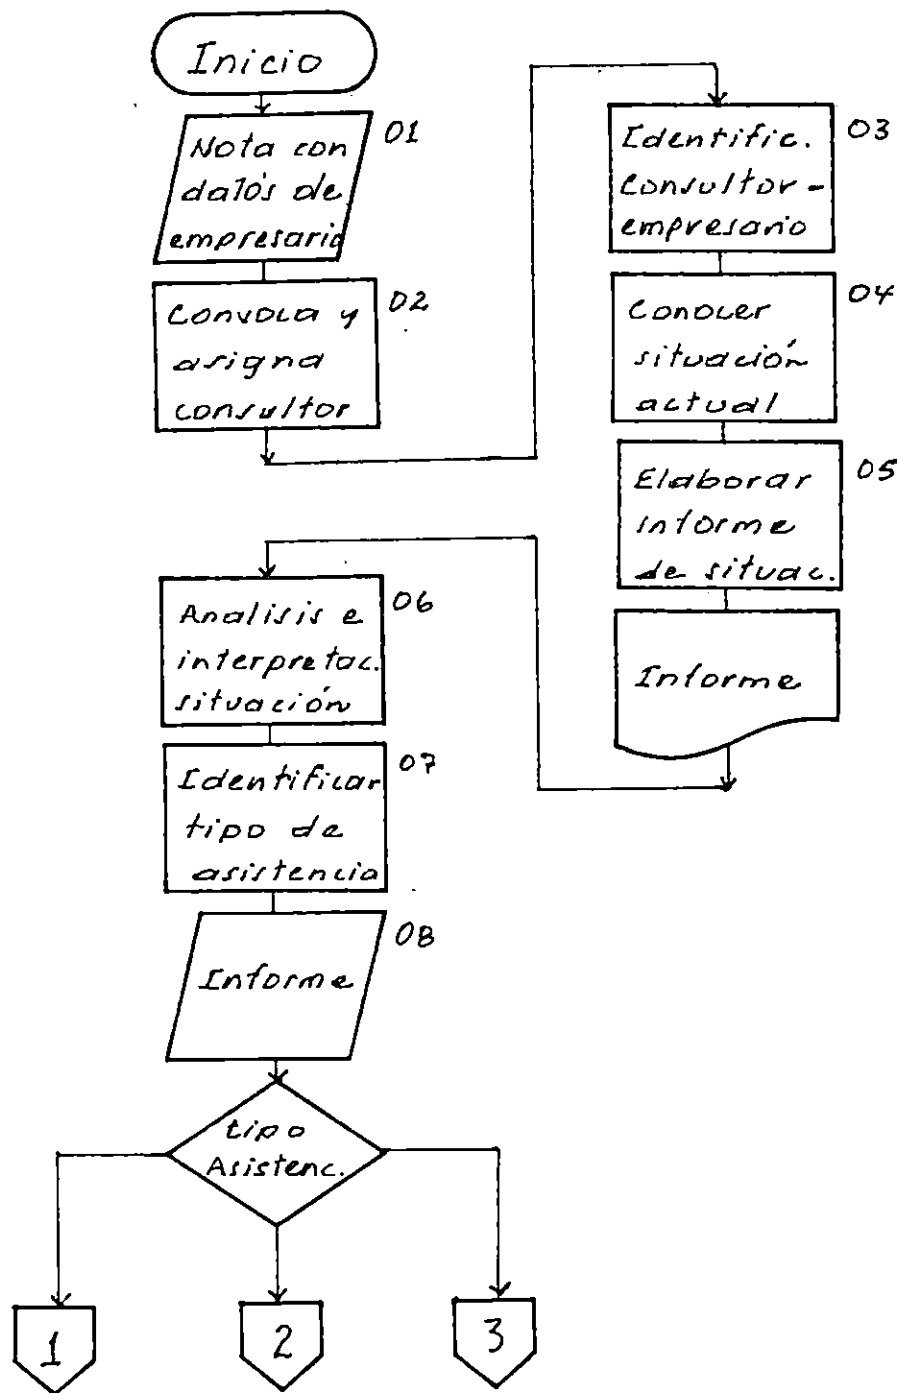 Inicio
01
Nota con
datos de
empresario
02
Convoca y
asigna
consultor
03
Identific.
Consultor-
empresario
04
Conocer
situación
actual
05
Elaborar
informe
de situac.
Informe
06
Analisis e
interpretac.
situación
07
Identificar
tipo de
asistencia
08
Informe
tipo
Asistenc.
1
2
3